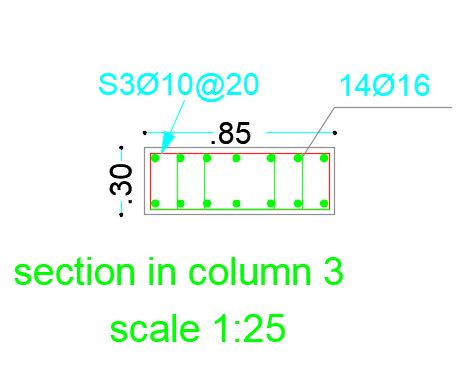 S3Ø10@20
14Ø16
.85
.30
section in column 3
scale 1:25